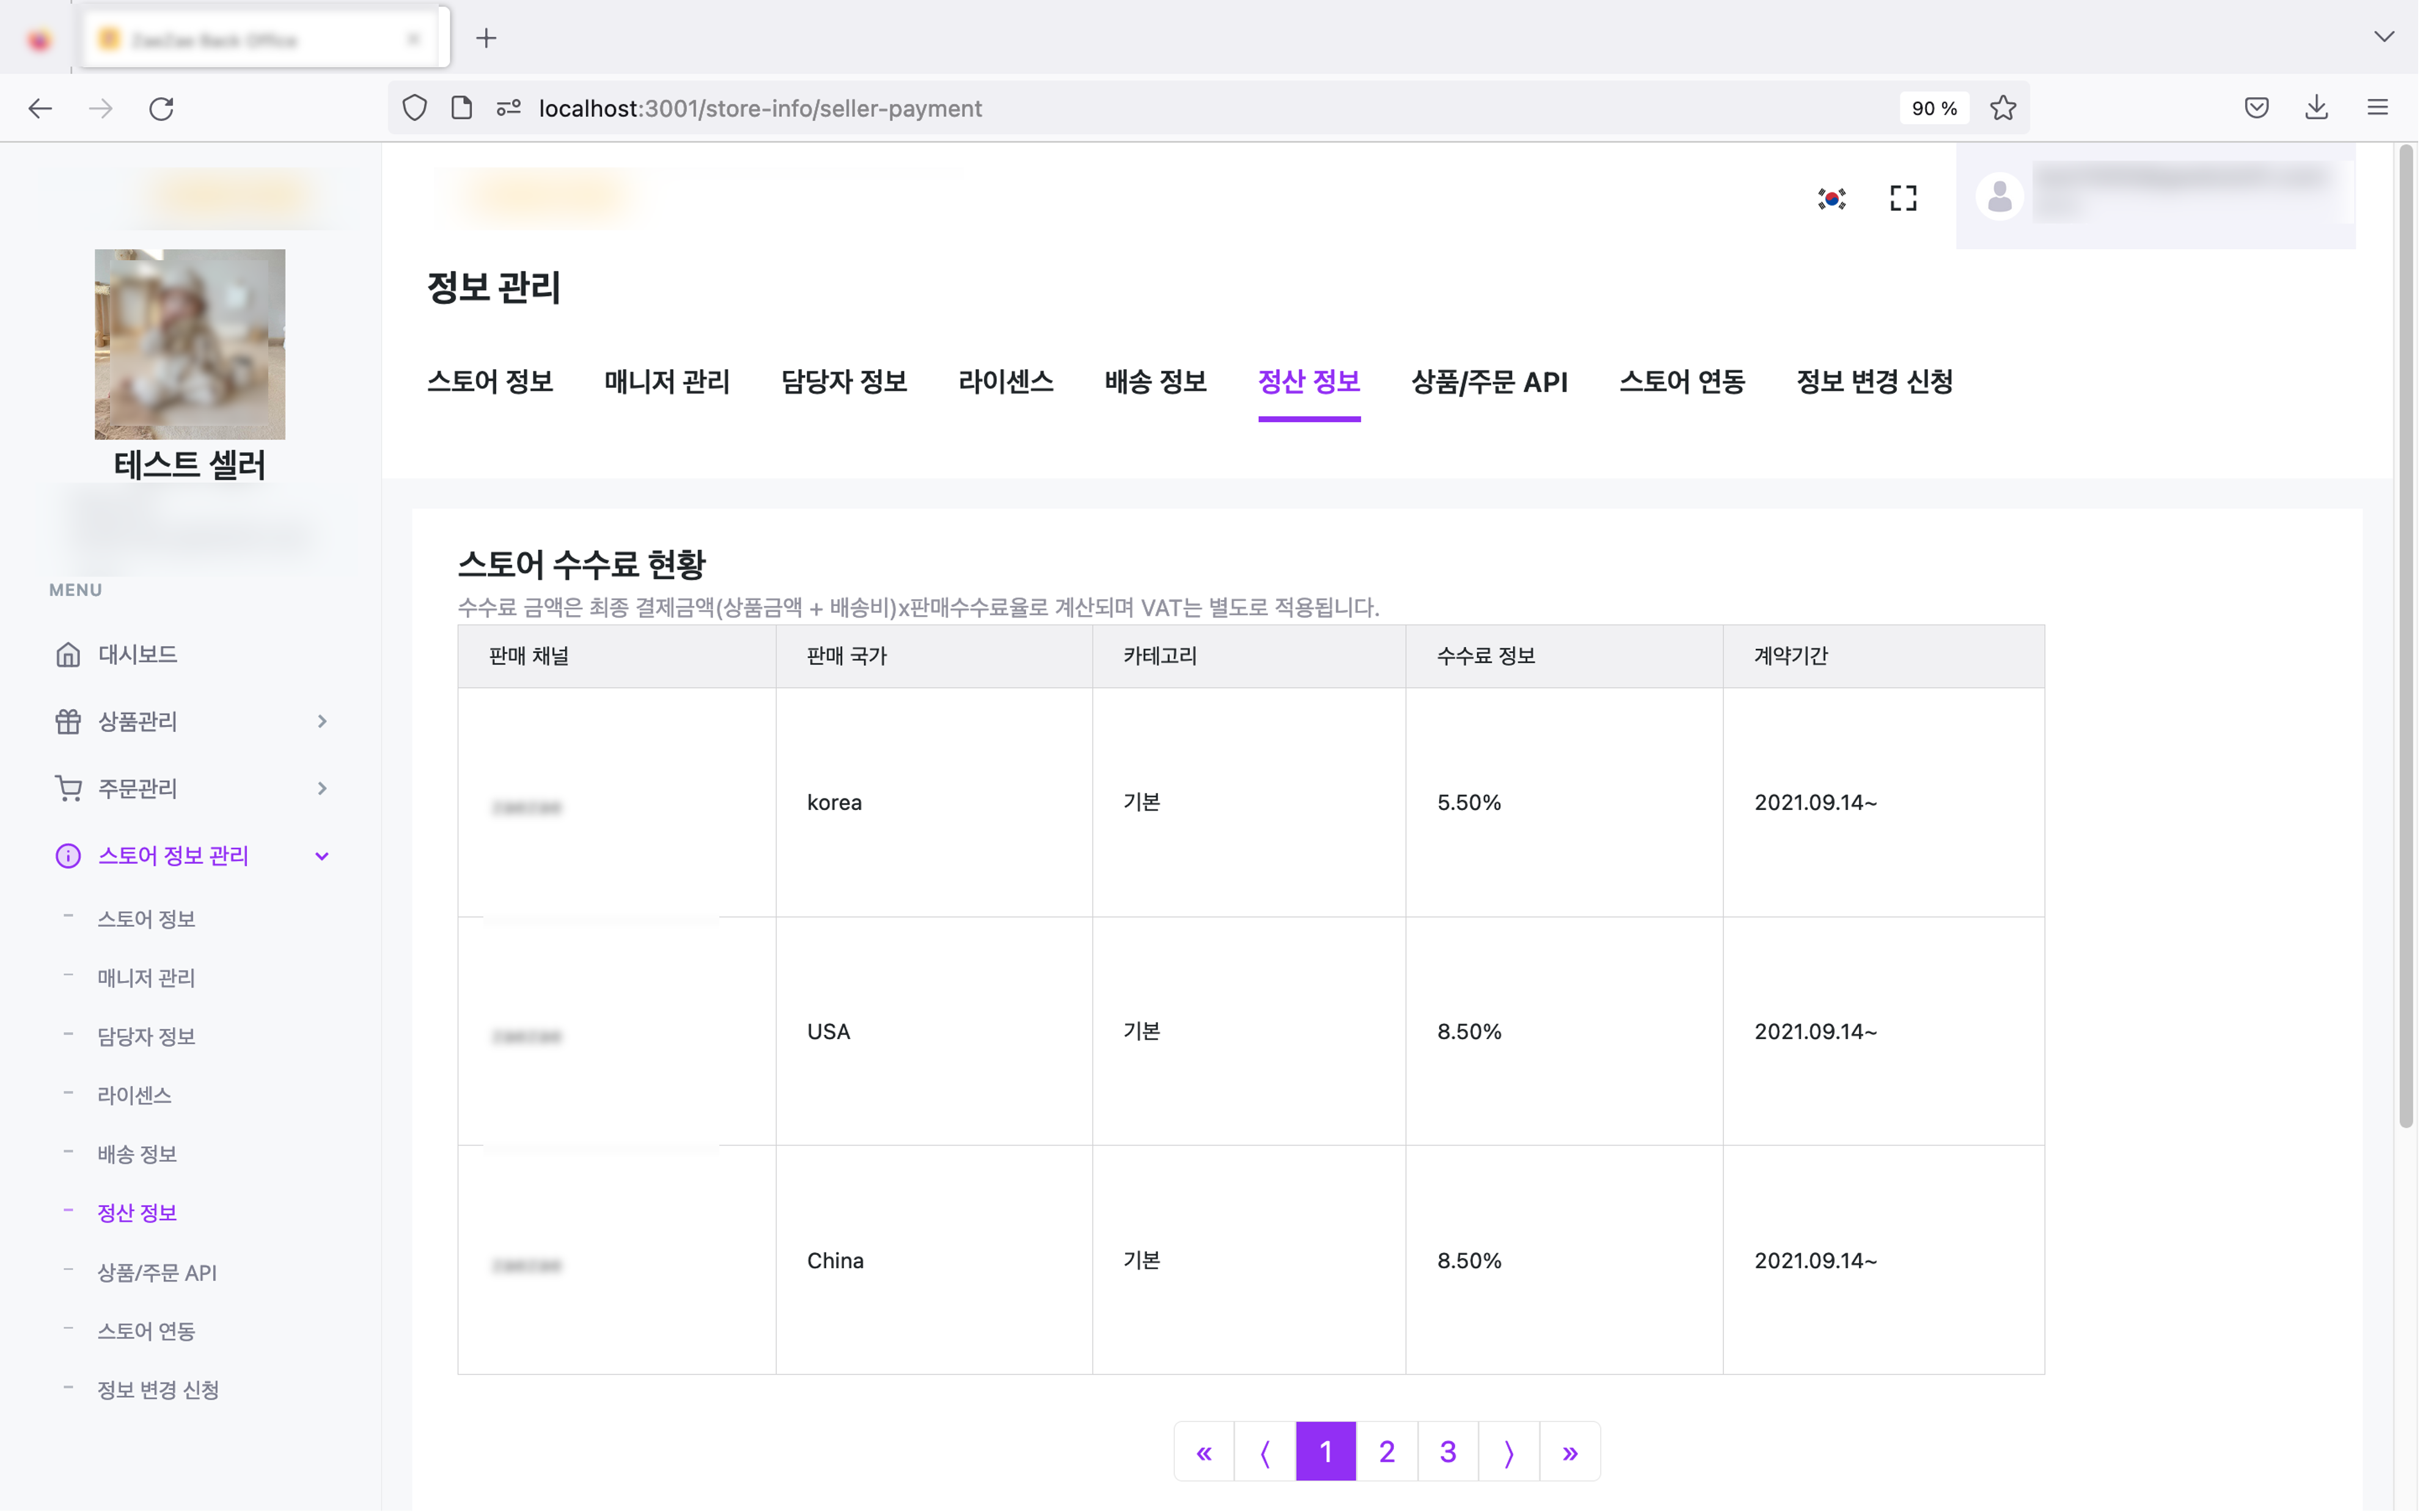 localhost:3001/store-info/seller-payment
90 %
테스트 셀러
MENU
대시보드
상품관리
주문관리
스토어 정보 관리
스토어 정보
매니저 관리
담당자 정보
라이센스
배송 정보
정산 정보
상품/주문 API
스토어 연동
정보 변경 신청
정보 관리
스토어 정보 매니저 관리 담당자 정보 라이센스 배송 정보 정산 정보 상품/주문 API 스토어 연동 정보 변경 신청
스토어 수수료 현황
수수료 금액은 최종 결제금액(상품금액 + 배송비)x판매수수료율로 계산되며 VAT는 별도로 적용됩니다.
판매 채널 판매 국가 카테고리 수수료 정보 계약기간
korea 기본 5.50% 2021.09.14~
USA 기본 8.50% 2021.09.14~
China 기본 8.50% 2021.09.14~
« ⟨ 1 2 3 ⟩ »